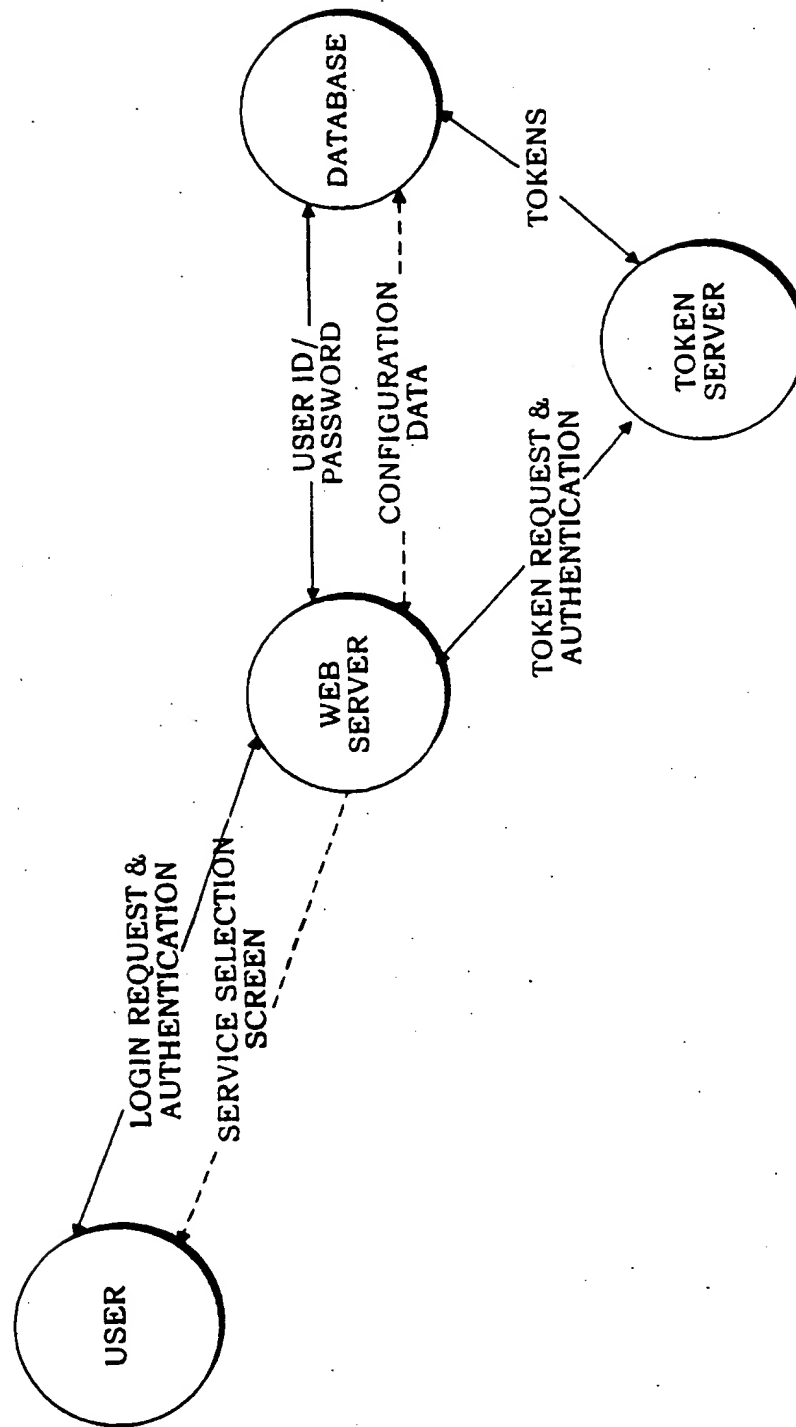 USER
LOGIN REQUEST &
AUTHENTICATION
SERVICE SELECTION
SCREEN
WEB
SERVER
USER ID/
PASSWORD
CONFIGURATION
DATA
DATABASE
TOKEN REQUEST &
AUTHENTICATION
TOKENS
TOKEN
SERVER